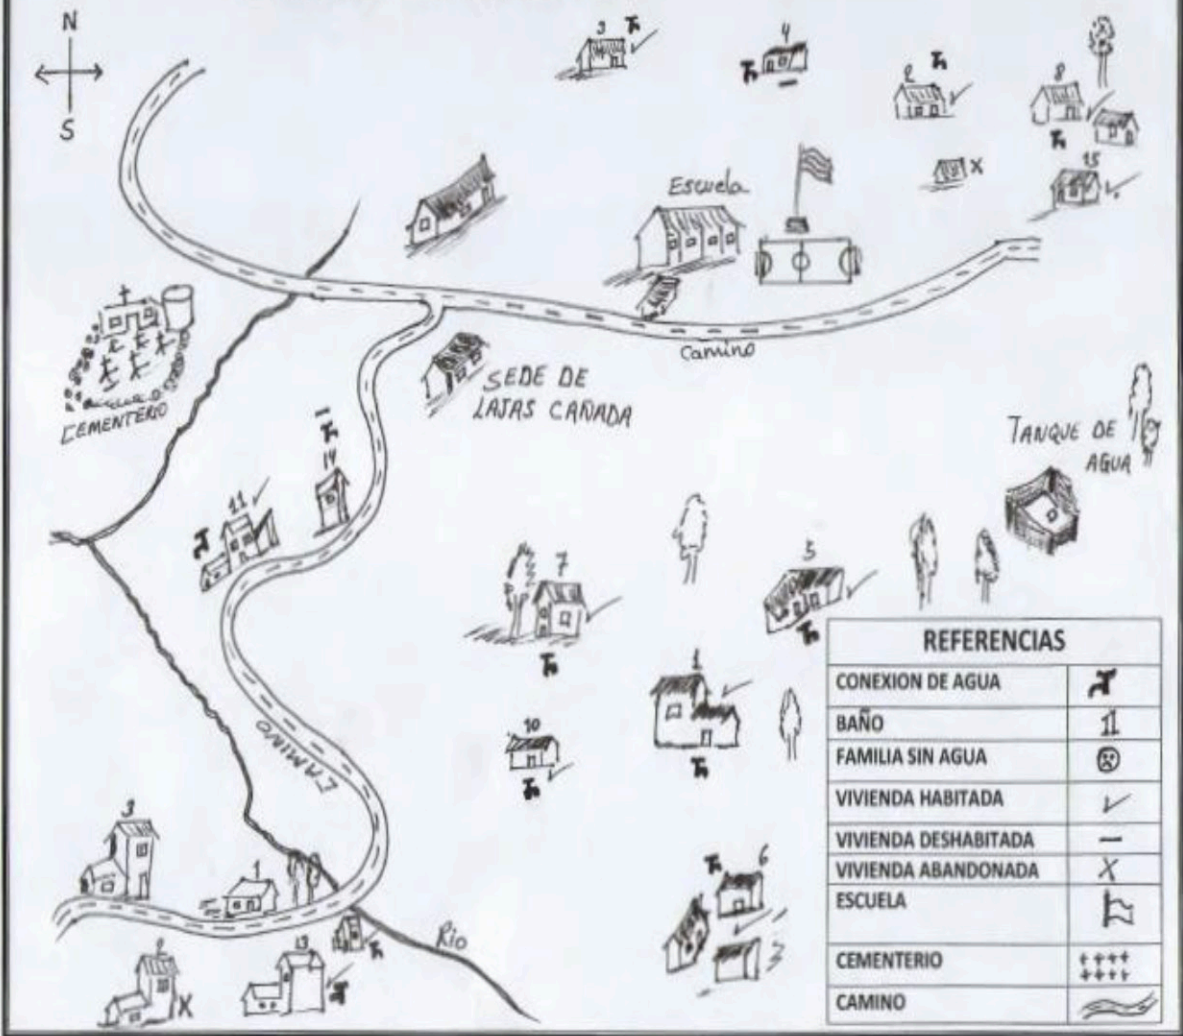 N
S
3
4
2
8
15
X
Escuela
Camino
CEMENTERIO
SEDE DE
LAJAS CAÑADA
TANQUE DE
AGUA
14
11
7
5
1
10
CAMINO
3
1
6
Rio
13
X
REFERENCIAS
CONEXION DE AGUA
BAÑO
FAMILIA SIN AGUA
VIVIENDA HABITADA
VIVIENDA DESHABITADA
VIVIENDA ABANDONADA X
ESCUELA
CEMENTERIO
CAMINO